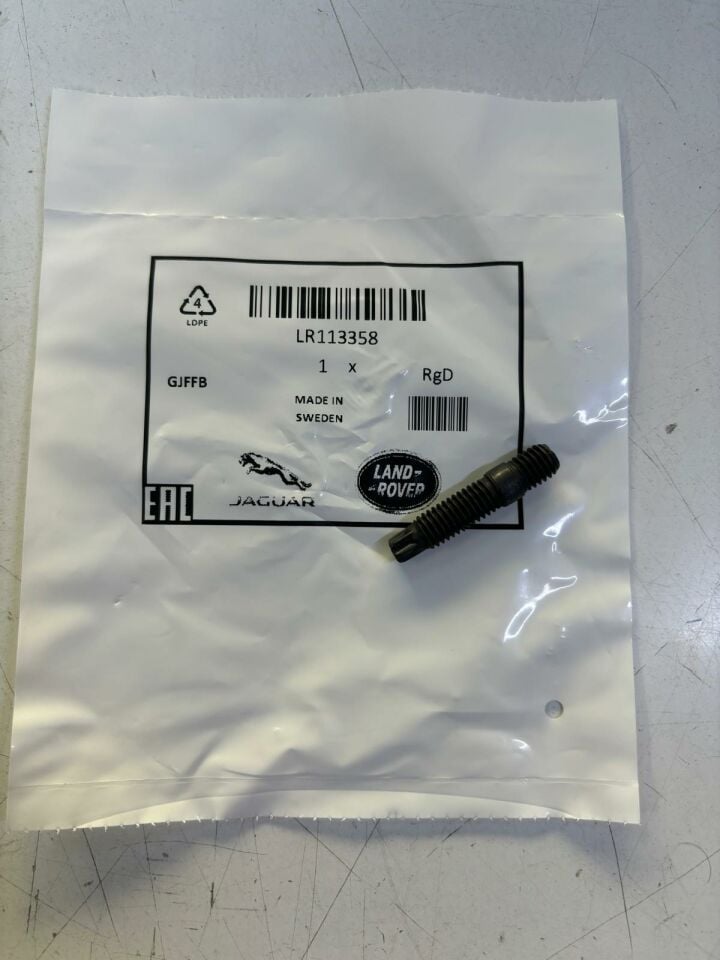 4
LDPE
LR113358
1 x
RgD
GJFFB
MADE IN
SWEDEN
JAGUAR
LAND-
ROVER
EAC